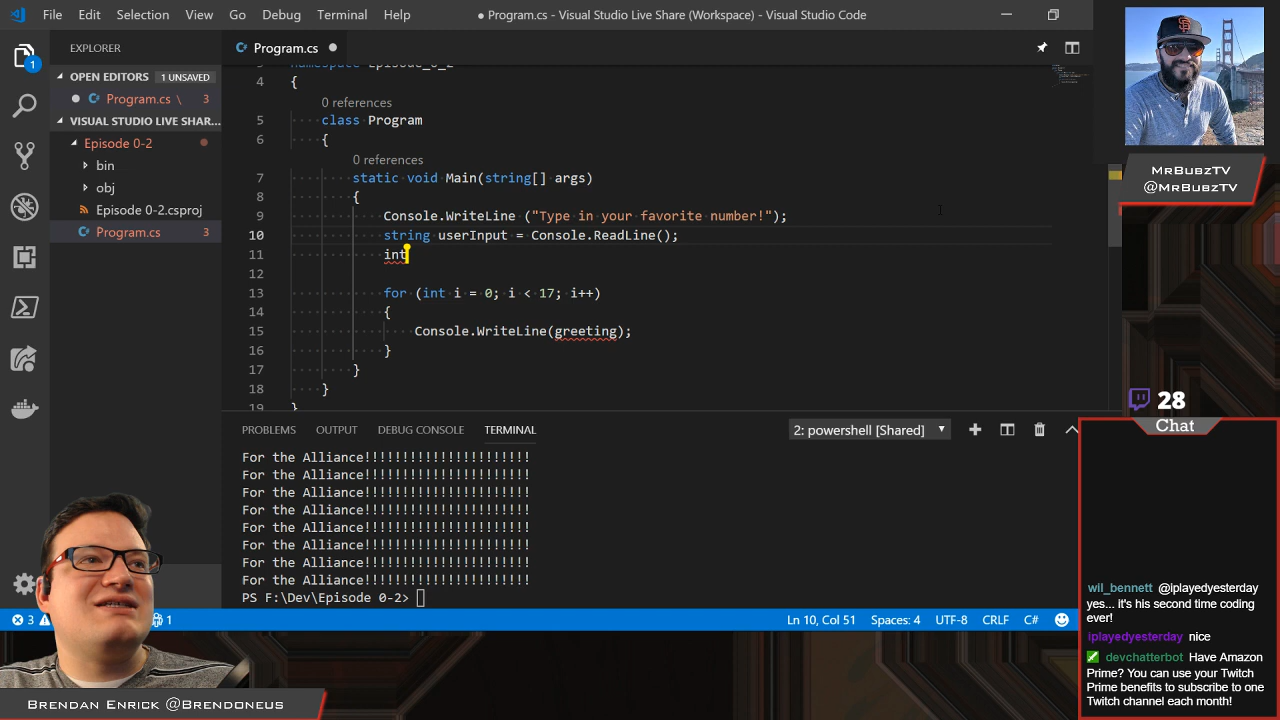 File Edit Selection View Go Debug Terminal Help
● Program.cs - Visual Studio Live Share (Workspace) - Visual Studio Code
EXPLORER
OPEN EDITORS 1 UNSAVED
Program.cs \ 3
VISUAL STUDIO LIVE SHAR...
Episode 0-2
bin
obj
Episode 0-2.csproj
Program.cs 3
1
Program.cs ●
namespace Episode_0_2
4 {
0 references
5 class Program
6 {
0 references
7 static void Main(string[] args)
8 {
9 Console.WriteLine ("Type in your favorite number!");
10 string userInput = Console.ReadLine();
11 int
12
13 for (int i = 0; i < 17; i++)
14 {
15 Console.WriteLine(greeting);
16 }
17 }
18 }
19 }
PROBLEMS OUTPUT DEBUG CONSOLE TERMINAL
2: powershell [Shared]
For the Alliance!!!!!!!!!!!!!!!!!!!!!!
For the Alliance!!!!!!!!!!!!!!!!!!!!!!
For the Alliance!!!!!!!!!!!!!!!!!!!!!!
For the Alliance!!!!!!!!!!!!!!!!!!!!!!
For the Alliance!!!!!!!!!!!!!!!!!!!!!!
For the Alliance!!!!!!!!!!!!!!!!!!!!!!
For the Alliance!!!!!!!!!!!!!!!!!!!!!!
For the Alliance!!!!!!!!!!!!!!!!!!!!!!
PS F:\Dev\Episode 0-2>
3 1 Ln 10, Col 51 Spaces: 4 UTF-8 CRLF C#
MrBubzTV
@MrBubzTV
28
Chat
wil_bennett @iplayedyesterday
yes... it's his second time coding
ever!
iplayedyesterday nice
devchatterbot Have Amazon
Prime? You can use your Twitch
Prime benefits to subscribe to one
Twitch channel each month!
Brendan Enrick @Brendoneus